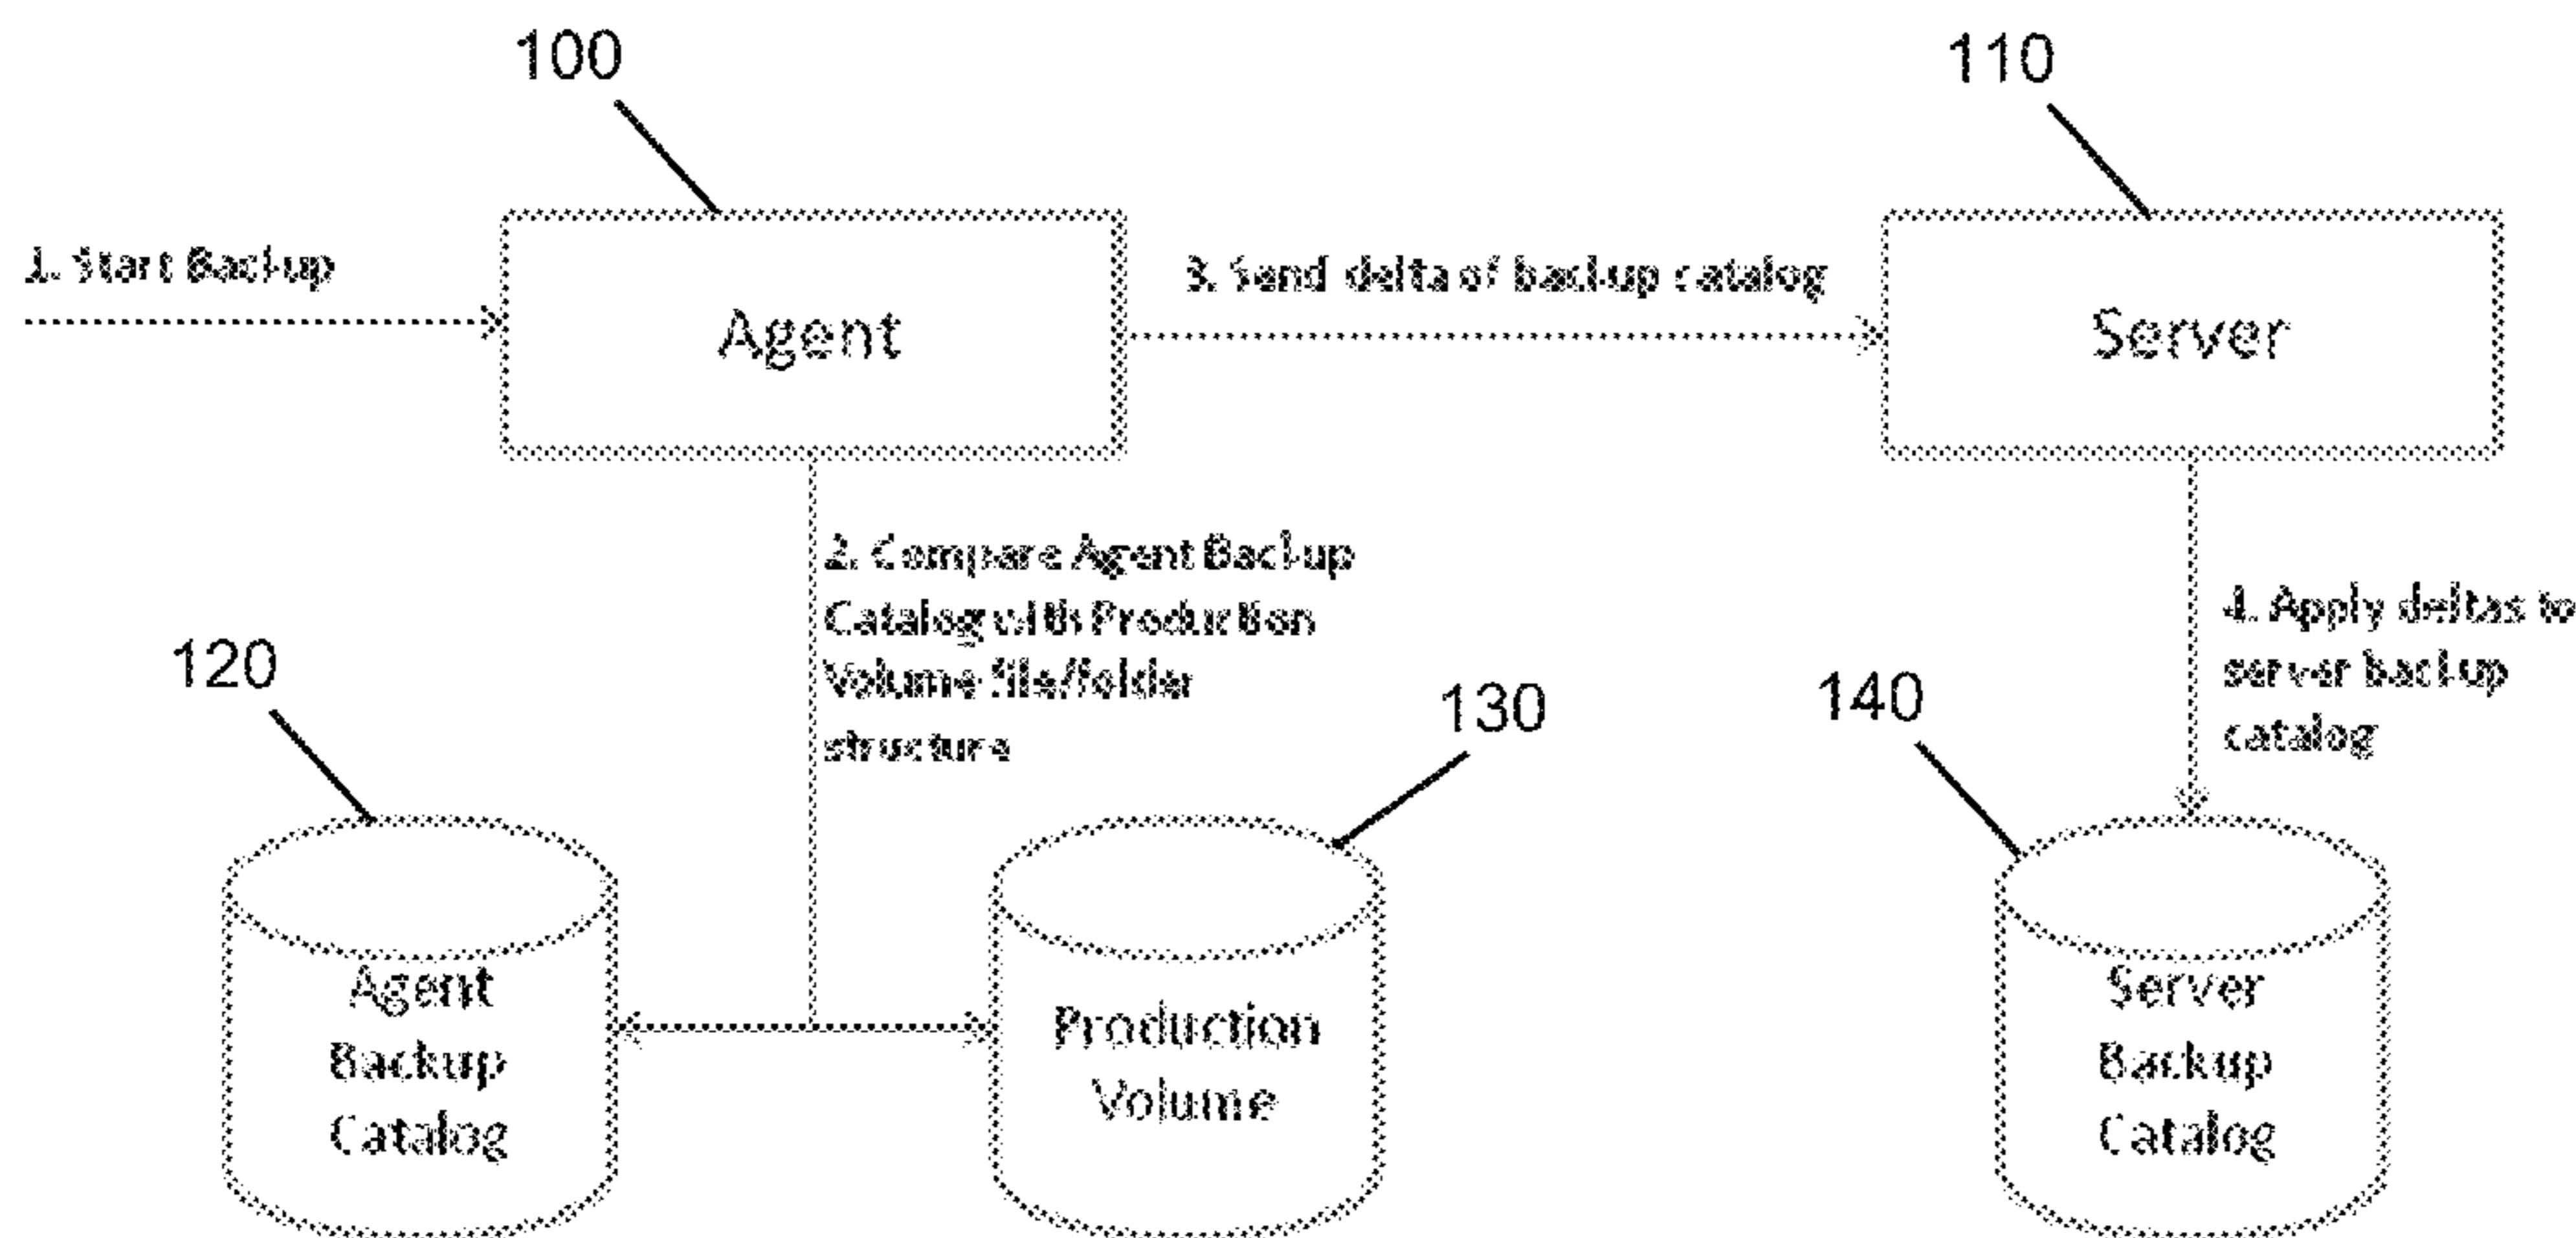 100
110
1. Start Backup
3. Send delta of backup catalog
Agent
Server
2. Compare Agent Backup
Catalog with Production
Volume file/folder
structure
4. Apply deltas to
server backup
catalog
120
130
140
Agent
Backup
Catalog
Production
Volume
Server
Backup
Catalog